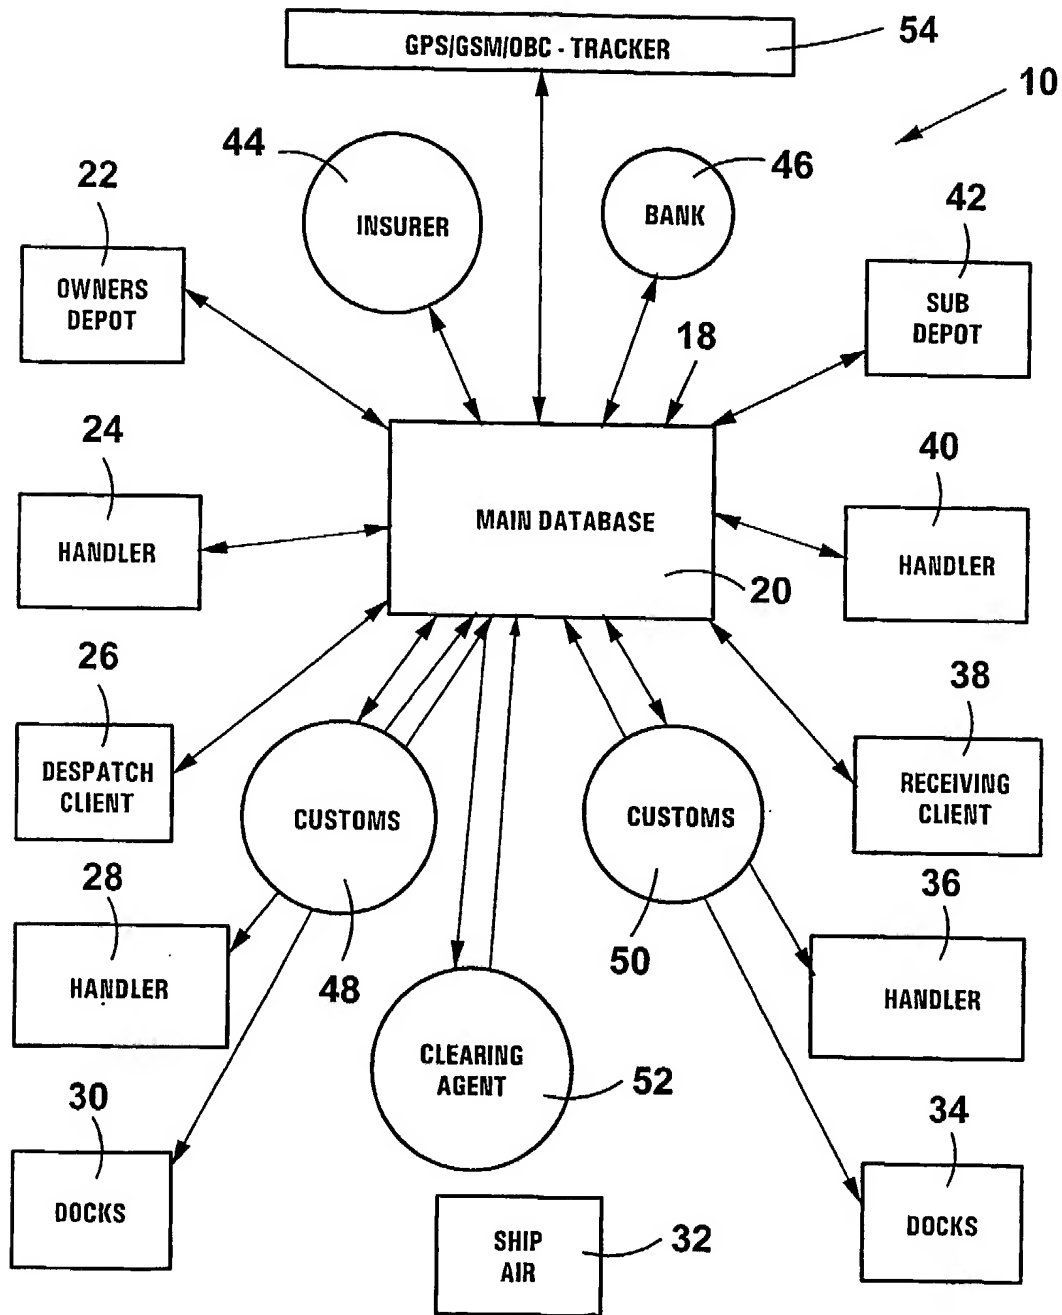 GPS/GSM/OBC - TRACKER
54
10
44
INSURER
46
BANK
22
OWNERS
DEPOT
42
SUB
DEPOT
18
24
HANDLER
MAIN DATABASE
20
40
HANDLER
26
DESPATCH
CLIENT
CUSTOMS
48
CUSTOMS
50
38
RECEIVING
CLIENT
28
HANDLER
36
HANDLER
CLEARING
AGENT
52
30
DOCKS
34
DOCKS
SHIP
AIR
32